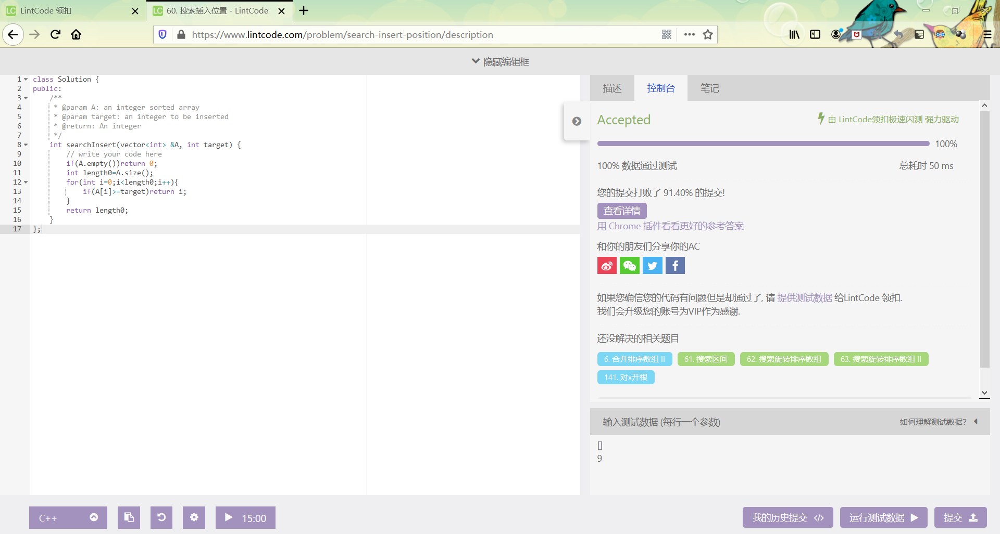 LintCode 领扣
60. 搜索插入位置 - LintCode
https://www.lintcode.com/problem/search-insert-position/description
隐藏编辑框
1 class Solution {
2 public:
3 /**
4 * @param A: an integer sorted array
5 * @param target: an integer to be inserted
6 * @return: An integer
7 */
8 int searchInsert(vector<int> &A, int target) {
9 // write your code here
10 if(A.empty())return 0;
11 int length0=A.size();
12 for(int i=0;i<length0;i++){
13 if(A[i]>=target)return i;
14 }
15 return length0;
16 }
17 };
描述 控制台 笔记
Accepted
由 LintCode领扣极速闪测 强力驱动
100%
100% 数据通过测试 总耗时 50 ms
您的提交打败了 91.40% 的提交!
查看详情
用 Chrome 插件看看更好的参考答案
和你的朋友们分享你的AC
如果您确信您的代码有问题但是却通过了, 请 提供测试数据 给LintCode 领扣.
我们会升级您的账号为VIP作为感谢.
还没解决的相关题目
6. 合并排序数组 II 61. 搜索区间 62. 搜索旋转排序数组 63. 搜索旋转排序数组 II
141. 对x开根
输入测试数据 (每行一个参数) 如何理解测试数据?
[]
9
C++ 15:00 我的历史提交 运行测试数据 提交